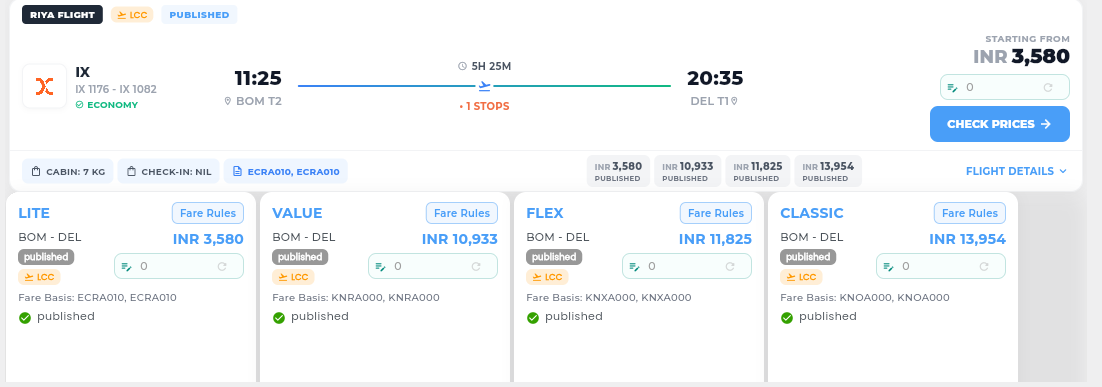 RIYA FLIGHT LCC PUBLISHED
STARTING FROM
INR 3,580
IX
IX 1176 - IX 1082
ECONOMY
11:25
BOM T2
5H 25M
• 1 STOPS
20:35
DEL T1
0
CHECK PRICES →
CABIN: 7 KG CHECK-IN: NIL ECRA010, ECRA010
INR 3,580 PUBLISHED
INR 10,933 PUBLISHED
INR 11,825 PUBLISHED
INR 13,954 PUBLISHED
FLIGHT DETAILS
LITE Fare Rules
BOM - DEL INR 3,580
published
LCC 0
Fare Basis: ECRA010, ECRA010
published
VALUE Fare Rules
BOM - DEL INR 10,933
published
LCC 0
Fare Basis: KNRA000, KNRA000
published
FLEX Fare Rules
BOM - DEL INR 11,825
published
LCC 0
Fare Basis: KNXA000, KNXA000
published
CLASSIC Fare Rules
BOM - DEL INR 13,954
published
LCC 0
Fare Basis: KNOA000, KNOA000
published